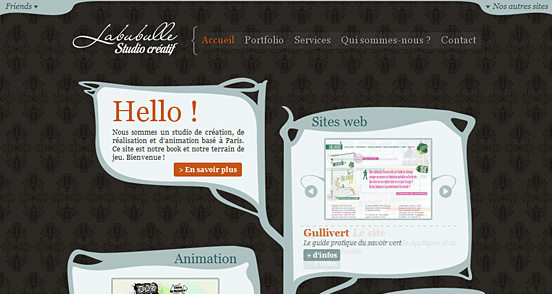 Friends
Nos autres sites
Labubulle
Studio créatif
Accueil Portfolio Services Qui sommes-nous ? Contact
Hello !
Nous sommes un studio de création, de
réalisation et d'animation basé à Paris.
Ce site est notre book et notre terrain de
jeu. Bienvenue !
> En savoir plus
Sites web
Gullivert Le site
Le guide pratique du savoir vert
+ d'infos
Animation